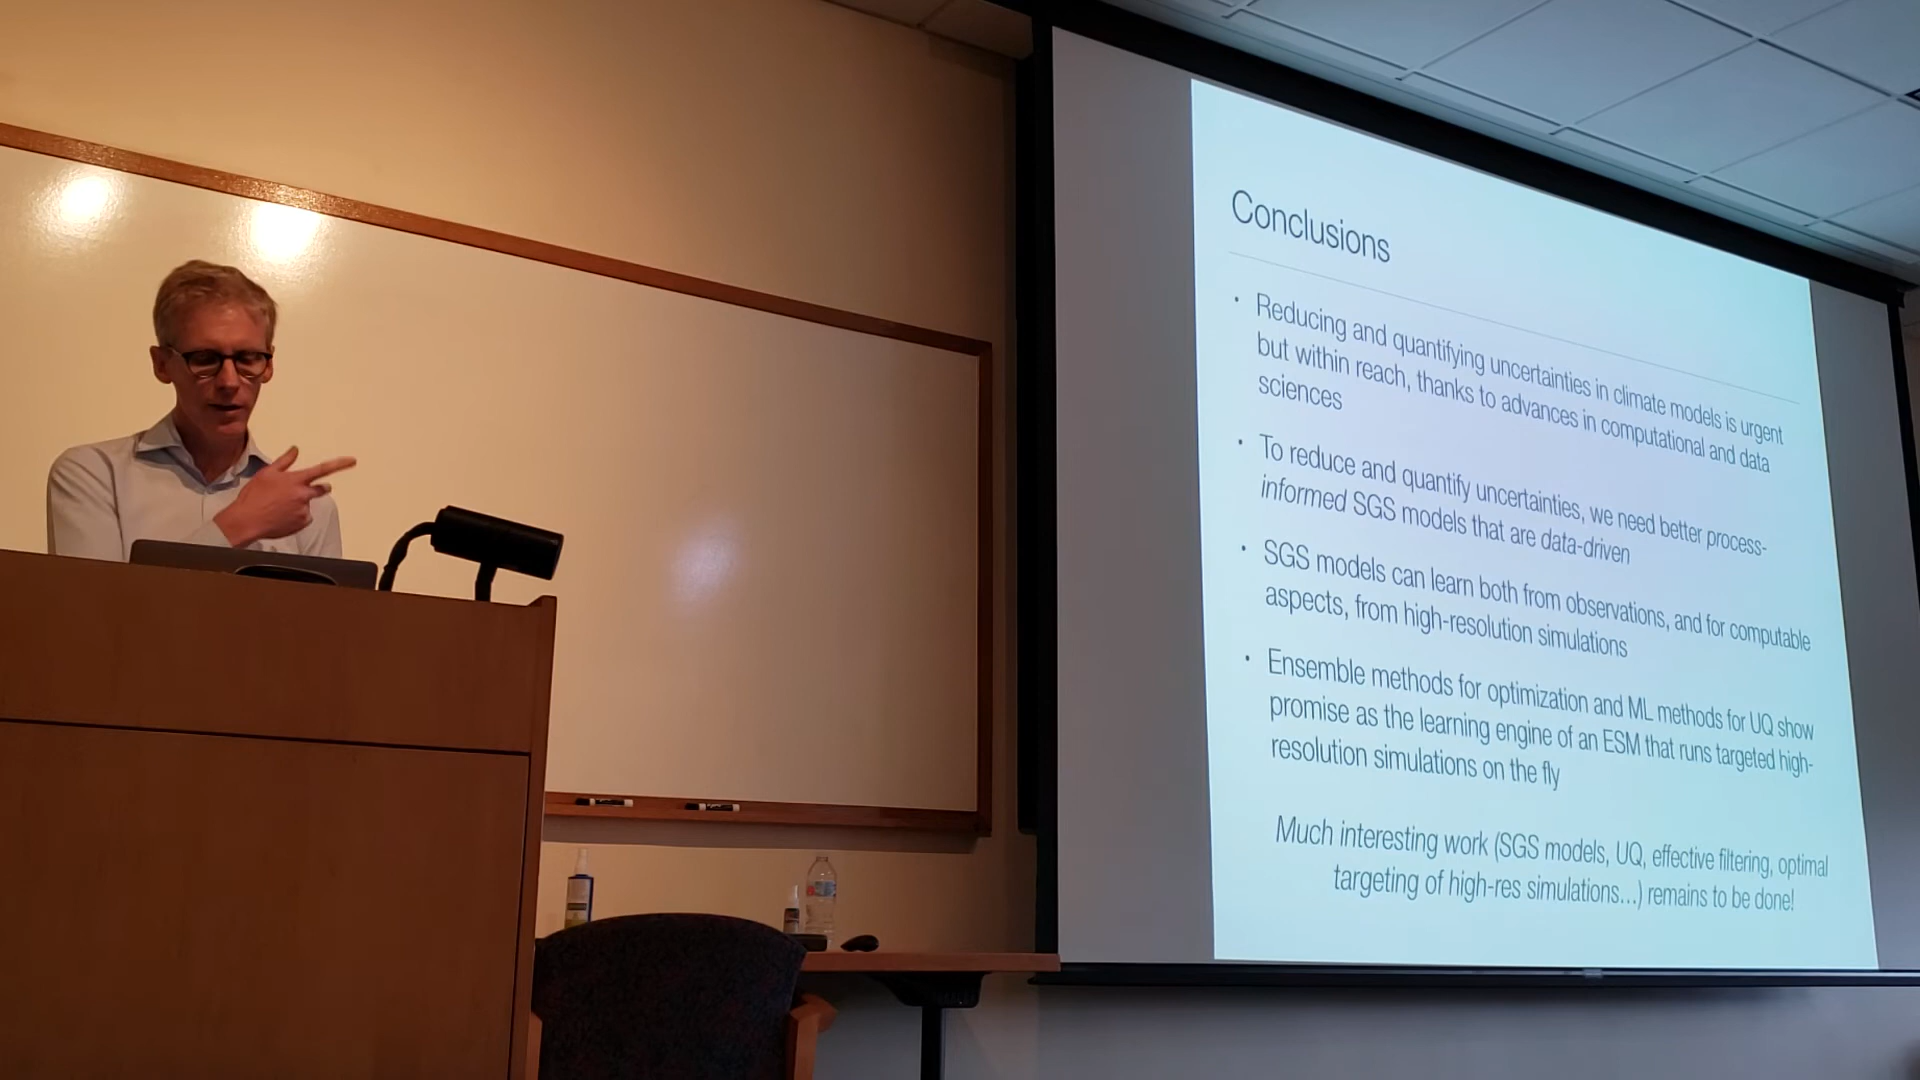 Conclusions
• Reducing and quantifying uncertainties in climate models is urgent
but within reach, thanks to advances in computational and data
sciences
• To reduce and quantify uncertainties, we need better process-
informed SGS models that are data-driven
• SGS models can learn both from observations, and for computable
aspects, from high-resolution simulations
• Ensemble methods for optimization and ML methods for UQ show
promise as the learning engine of an ESM that runs targeted high-
resolution simulations on the fly
Much interesting work (SGS models, UQ, effective filtering, optimal
targeting of high-res simulations...) remains to be done!